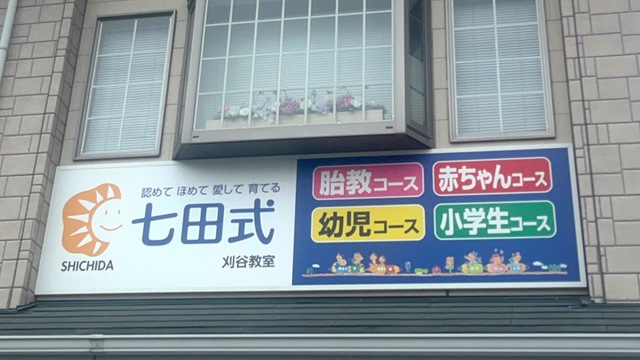 認めて ほめて 愛して 育てる
七田式
SHICHIDA
刈谷教室
胎教コース
赤ちゃんコース
幼児コース
小学生コース